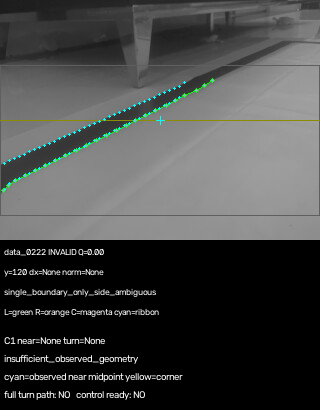 data_0222 INVALID Q=0.00
y=120 dx=None norm=None
single_boundary_only_side_ambiguous
L=green R=orange C=magenta cyan=ribbon
C1 near=None turn=None
insufficient_observed_geometry
cyan=observed near midpoint yellow=corner
full turn path: NO control ready: NO